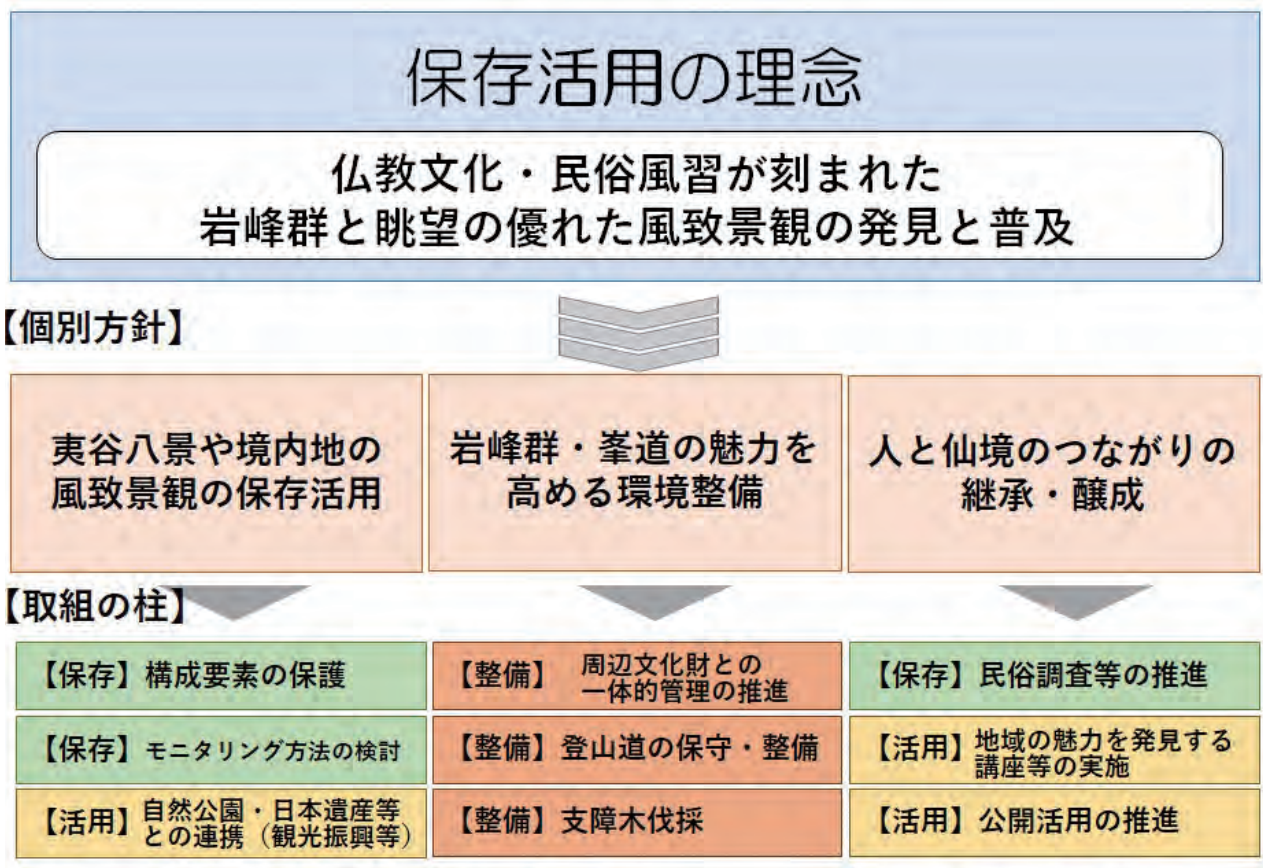 保存活用の理念
仏教文化・民俗風習が刻まれた
岩峰群と眺望の優れた風致景観の発見と普及
【個別方針】
夷谷八景や境内地の
風致景観の保存活用
岩峰群・峯道の魅力を
高める環境整備
人と仙境のつながりの
継承・醸成
【取組の柱】
【保存】構成要素の保護
【保存】モニタリング方法の検討
【活用】自然公園・日本遺産等
との連携（観光振興等）
【整備】周辺文化財との
一体的管理の推進
【整備】登山道の保守・整備
【整備】支障木伐採
【保存】民俗調査等の推進
【活用】地域の魅力を発見する
講座等の実施
【活用】公開活用の推進